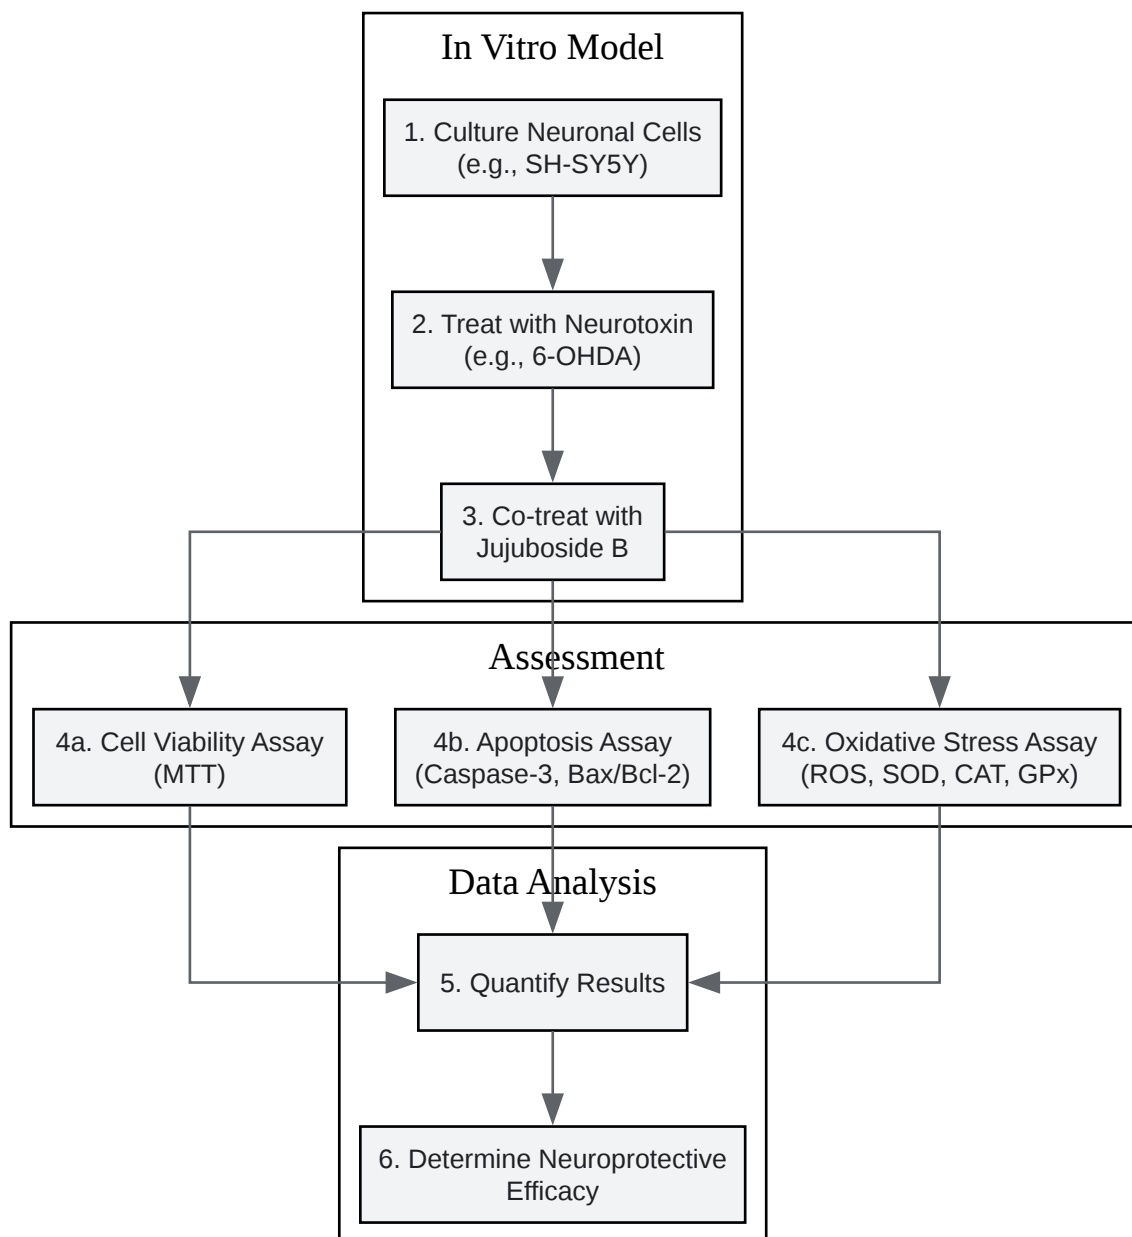 In Vitro Model
1. Culture Neuronal Cells
(e.g., SH-SY5Y)
2. Treat with Neurotoxin
(e.g., 6-OHDA)
3. Co-treat with
Jujuboside B
Assessment
4a. Cell Viability Assay
(MTT)
4b. Apoptosis Assay
(Caspase-3, Bax/Bcl-2)
4c. Oxidative Stress Assay
(ROS, SOD, CAT, GPx)
Data Analysis
5. Quantify Results
6. Determine Neuroprotective
Efficacy